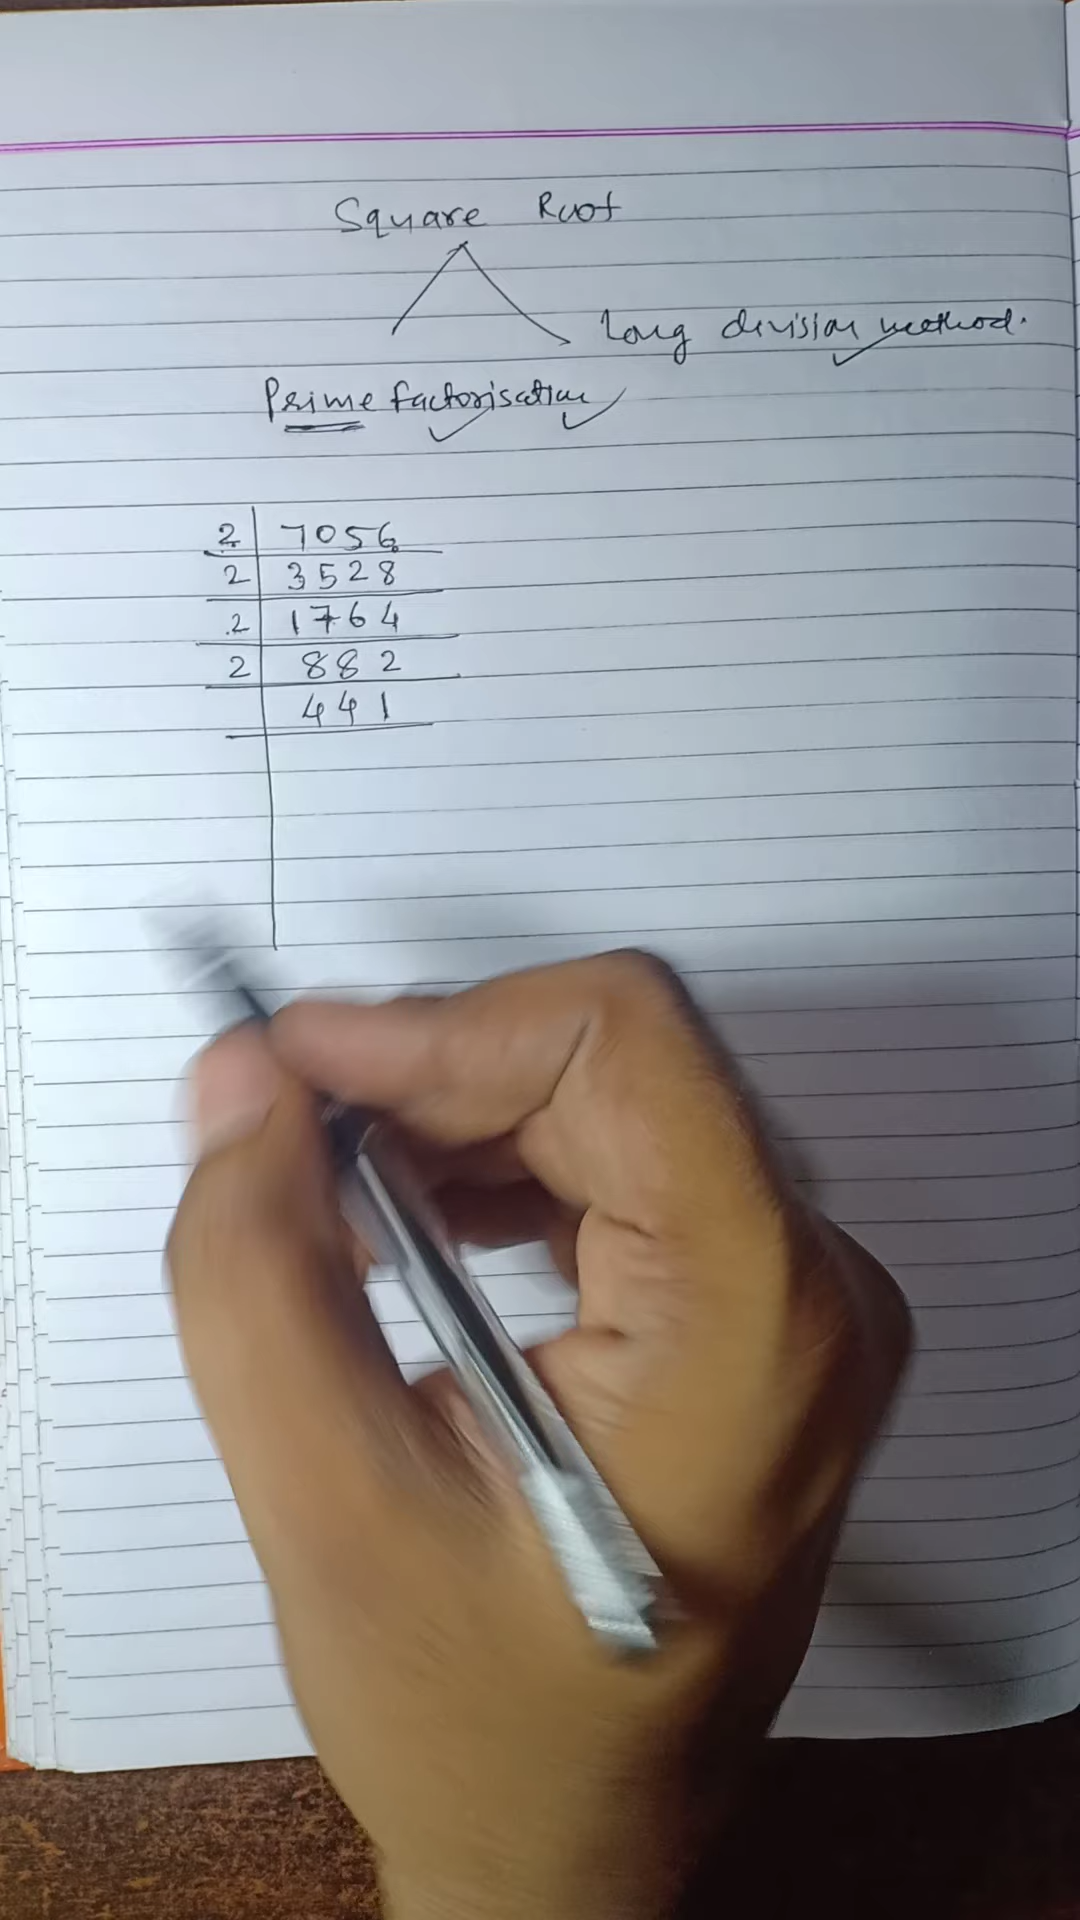 Square Root
Long division method.
Prime factorisation
2 7056
2 3528
2 1764
2 882
441